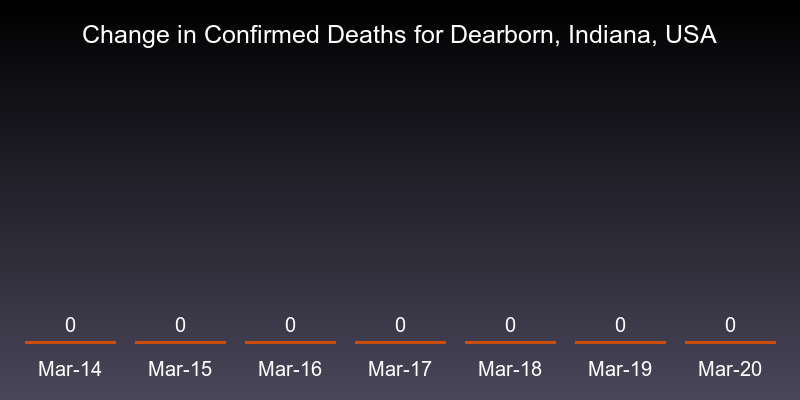 Change in Confirmed Deaths for Dearborn, Indiana, USA
0 0 0 0 0 0 0
Mar-14 Mar-15 Mar-16 Mar-17 Mar-18 Mar-19 Mar-20